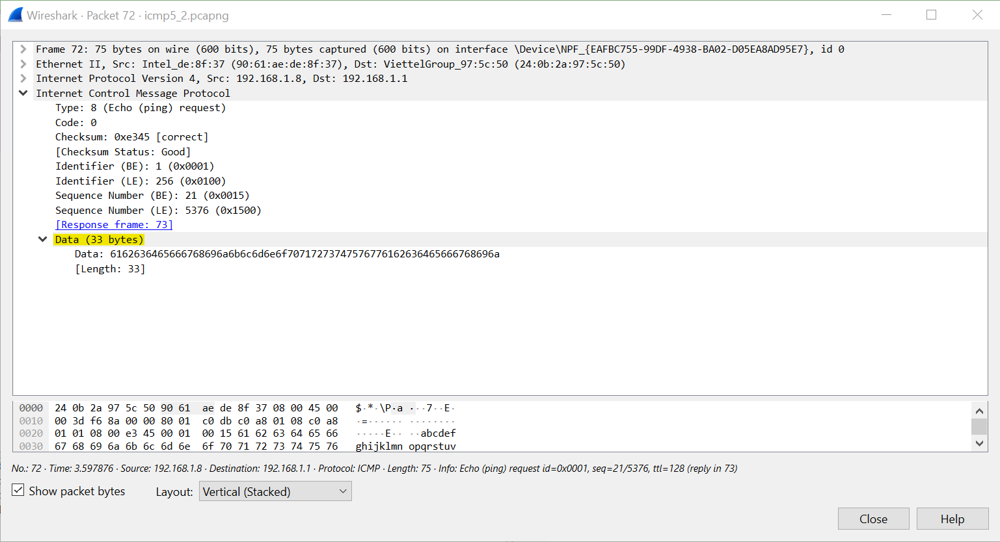 Wireshark · Packet 72 · icmp5_2.pcapng
Frame 72: 75 bytes on wire (600 bits), 75 bytes captured (600 bits) on interface \Device\NPF_{EAFBC755-99DF-4938-BA02-D05EA8AD95E7}, id 0
Ethernet II, Src: Intel_de:8f:37 (90:61:ae:de:8f:37), Dst: ViettelGroup_97:5c:50 (24:0b:2a:97:5c:50)
Internet Protocol Version 4, Src: 192.168.1.8, Dst: 192.168.1.1
Internet Control Message Protocol
Type: 8 (Echo (ping) request)
Code: 0
Checksum: 0xe345 [correct]
[Checksum Status: Good]
Identifier (BE): 1 (0x0001)
Identifier (LE): 256 (0x0100)
Sequence Number (BE): 21 (0x0015)
Sequence Number (LE): 5376 (0x1500)
[Response frame: 73]
Data (33 bytes)
Data: 6162636465666768696a6b6c6d6e6f7071727374757677616263646566676869​6a
[Length: 33]
0000 24 0b 2a 97 5c 50 90 61 ae de 8f 37 08 00 45 00 $·*·\P·a ···7··E·
0010 00 3d f6 8a 00 00 80 01 c0 db c0 a8 01 08 c0 a8 ·=······ ········
0020 01 01 08 00 e3 45 00 01 00 15 61 62 63 64 65 66 ·····E·· ··abcdef
0030 67 68 69 6a 6b 6c 6d 6e 6f 70 71 72 73 74 75 76 ghijklmn opqrstuv
No.: 72 · Time: 3.597876 · Source: 192.168.1.8 · Destination: 192.168.1.1 · Protocol: ICMP · Length: 75 · Info: Echo (ping) request id=0x0001, seq=21/5376, ttl=128 (reply in 73)
Show packet bytes Layout: Vertical (Stacked)
Close Help